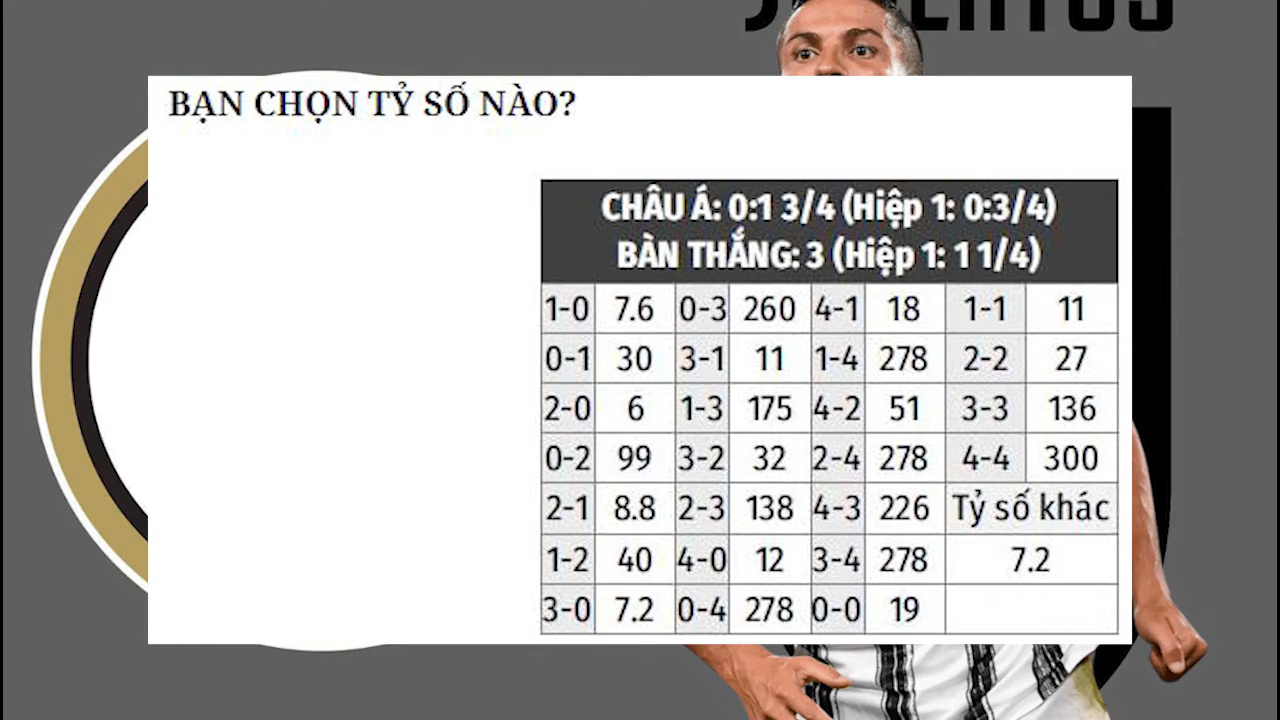 JUVENTUS
BẠN CHỌN TỶ SỐ NÀO?
CHÂU Á: 0:1 3/4 (Hiệp 1: 0:3/4)
BÀN THẮNG: 3 (Hiệp 1: 1 1/4)
1-0 7.6 0-3 260 4-1 18 1-1 11
0-1 30 3-1 11 1-4 278 2-2 27
2-0 6 1-3 175 4-2 51 3-3 136
0-2 99 3-2 32 2-4 278 4-4 300
2-1 8.8 2-3 138 4-3 226 Tỷ số khác
1-2 40 4-0 12 3-4 278 7.2
3-0 7.2 0-4 278 0-0 19